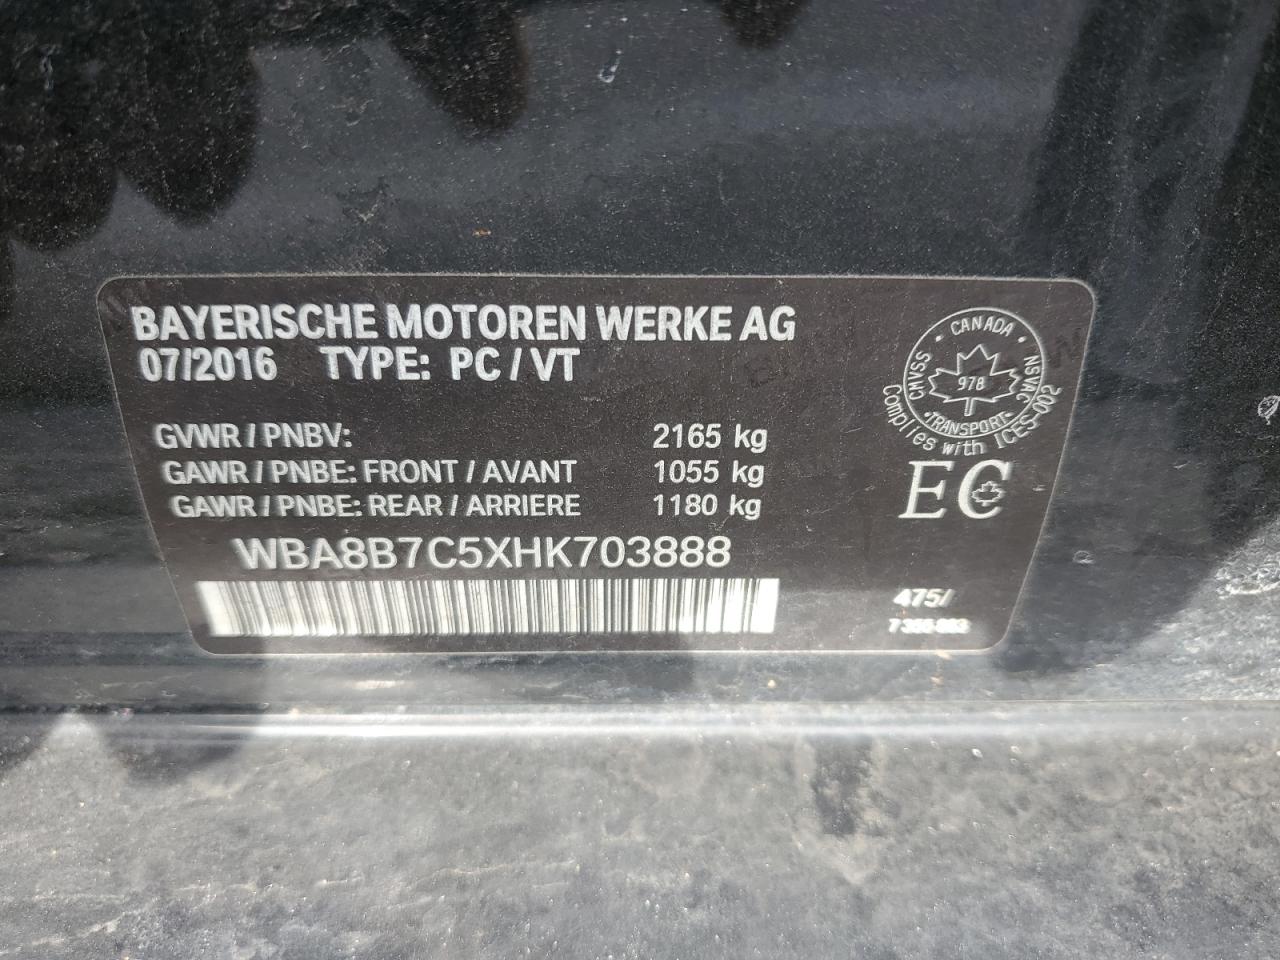 BAYERISCHE MOTOREN WERKE AG
07/2016 TYPE: PC / VT
GVWR / PNBV: 2165 kg
GAWR / PNBE: FRONT / AVANT 1055 kg
GAWR / PNBE: REAR / ARRIERE 1180 kg
WBA8B7C5XHK703888
CANADA
CMVSS
NSVAC
978
TRANSPORT
Complies with ICES-002
EC
475/